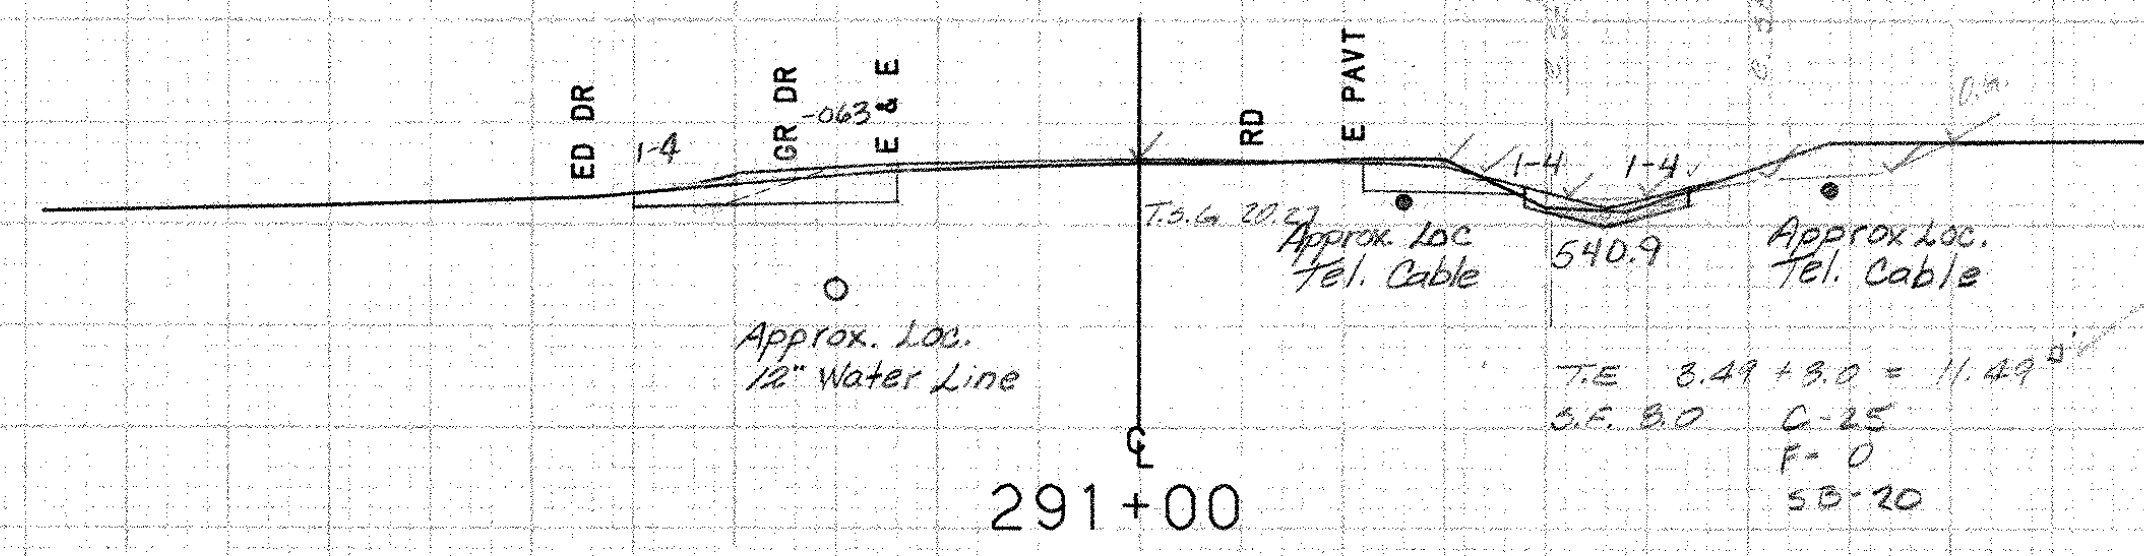 ED DR
1-4
GR DR
-063
E & E
RD
E PAVT
1-4
1-4
T.S.G 20.27
Approx. Loc
Tel. Cable
540.9
Approx Loc.
Tel. Cable
Approx. Loc.
12" Water Line
T.E 3.49 + 8.0 = 11.49
S.F. 8.0
C-25
F- 0
SB-20
CL
291+00